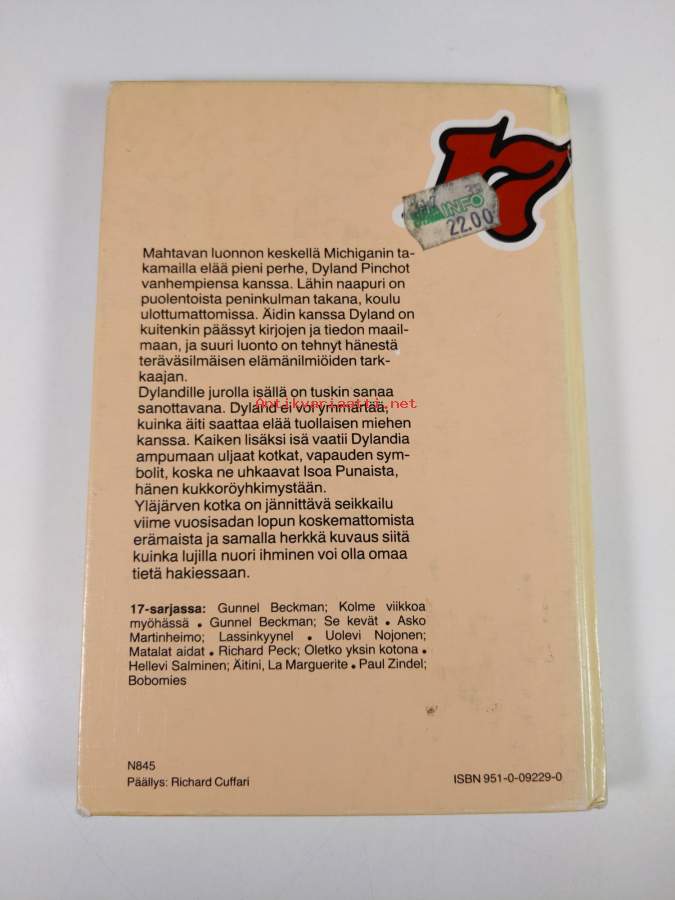 17
INFO
22.00
Mahtavan luonnon keskellä Michiganin ta-
kamailla elää pieni perhe, Dyland Pinchot
vanhempiensa kanssa. Lähin naapuri on
puolentoista peninkulman takana, koulu
ulottumattomissa. Äidin kanssa Dyland on
kuitenkin päässyt kirjojen ja tiedon maail-
maan, ja suuri luonto on tehnyt hänestä
teräväsilmäisen elämänilmiöiden tark-
kaajan.
Dylandille jurolla isällä on tuskin sanaa
Antikvariaatti.net
sanottavana. Dyland ei voi ymmärtää,
kuinka äiti saattaa elää tuollaisen miehen
kanssa. Kaiken lisäksi isä vaatii Dylandia
ampumaan uljaat kotkat, vapauden sym-
bolit, koska ne uhkaavat Isoa Punaista,
hänen kukkoröyhkimystään.
Yläjärven kotka on jännittävä seikkailu
viime vuosisadan lopun koskemattomista
erämaista ja samalla herkkä kuvaus siitä
kuinka lujilla nuori ihminen voi olla omaa
tietä hakiessaan.
17-sarjassa: Gunnel Beckman; Kolme viikkoa
myöhässä • Gunnel Beckman; Se kevät • Asko
Martinheimo; Lassinkyynel • Uolevi Nojonen;
Matalat aidat • Richard Peck; Oletko yksin kotona •
Hellevi Salminen; Äitini, La Marguerite • Paul Zindel;
Bobomies
N845
Päällys: Richard Cuffari
ISBN 951-0-09229-0